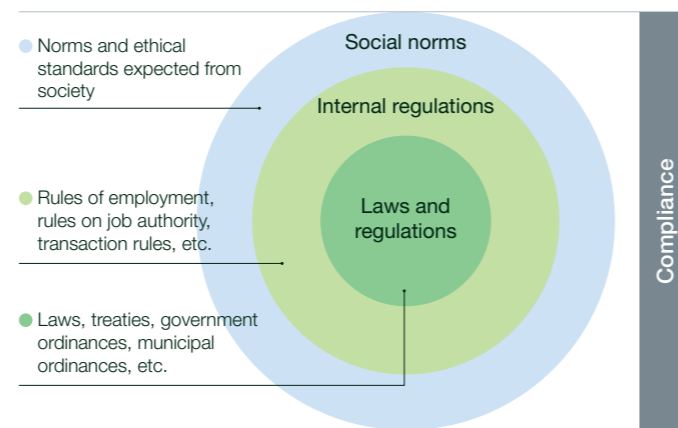 Norms and ethical
standards expected from
society
Social norms
Internal regulations
Rules of employment,
rules on job authority,
transaction rules, etc.
Laws and
regulations
Laws, treaties, government
ordinances, municipal
ordinances, etc.
Compliance